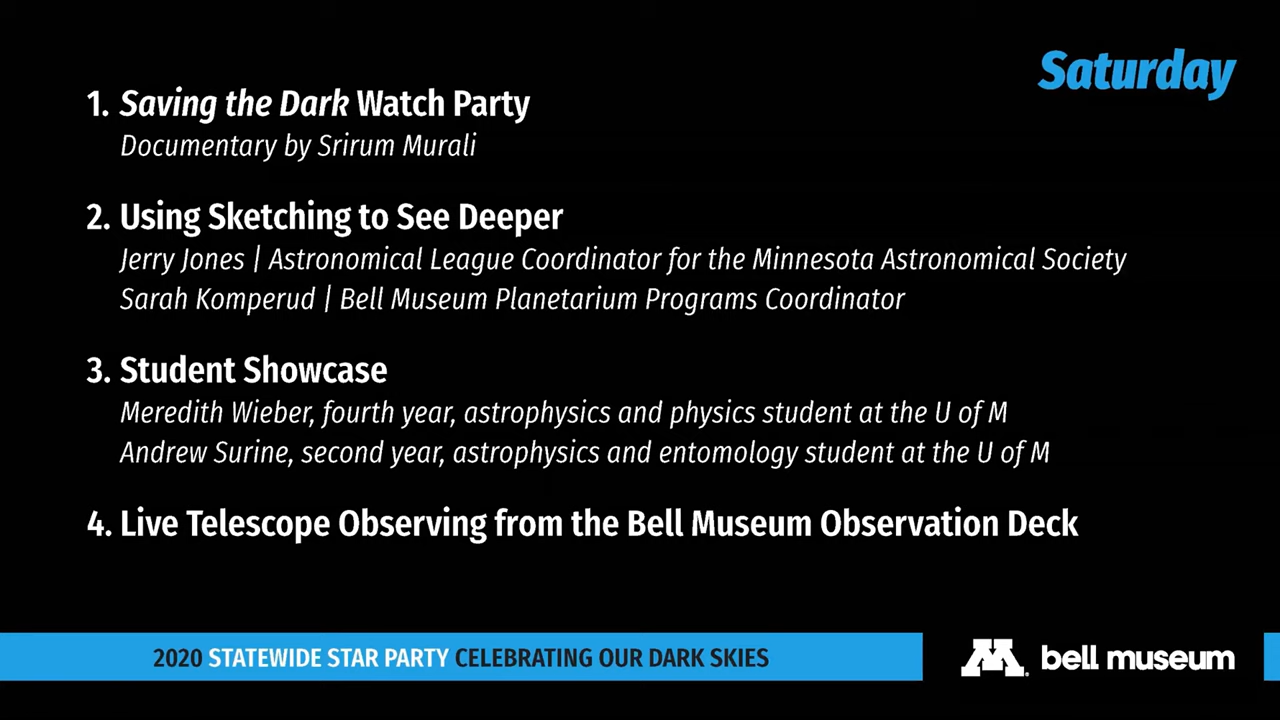 Saturday
1. Saving the Dark Watch Party
Documentary by Srirum Murali
2. Using Sketching to See Deeper
Jerry Jones | Astronomical League Coordinator for the Minnesota Astronomical Society
Sarah Komperud | Bell Museum Planetarium Programs Coordinator
3. Student Showcase
Meredith Wieber, fourth year, astrophysics and physics student at the U of M
Andrew Surine, second year, astrophysics and entomology student at the U of M
4. Live Telescope Observing from the Bell Museum Observation Deck
2020 STATEWIDE STAR PARTY CELEBRATING OUR DARK SKIES
M® bell museum